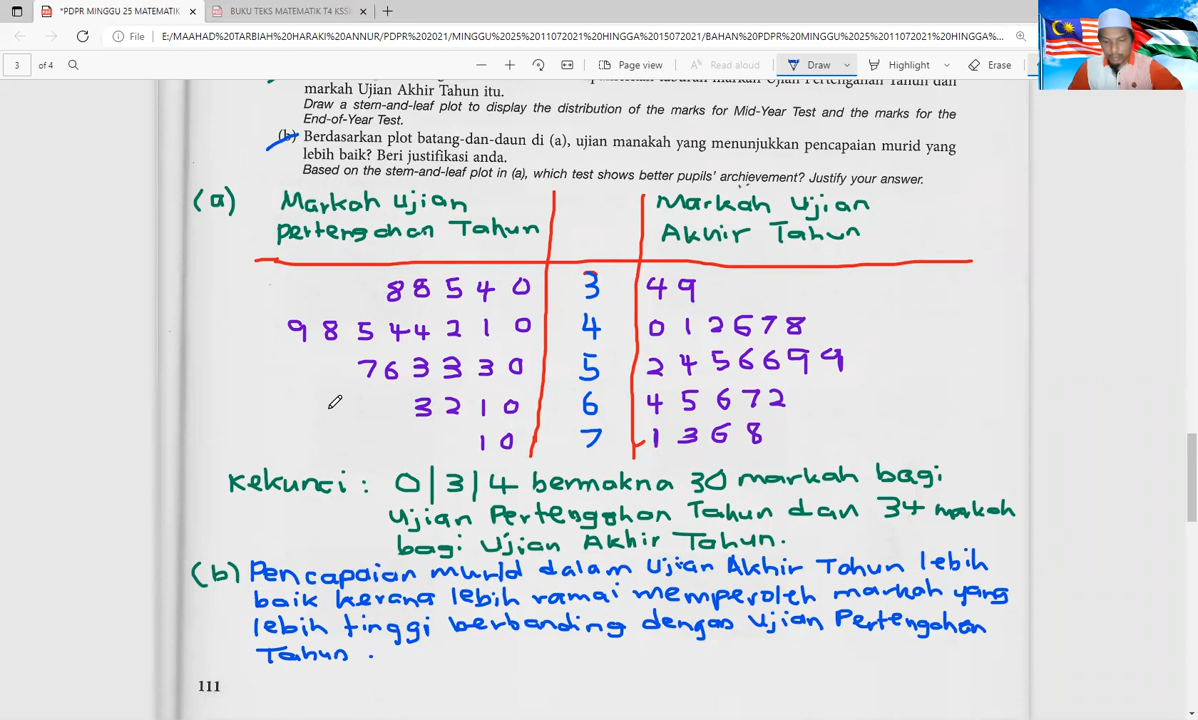 *PDPR MINGGU 25 MATEMATIK
BUKU TEKS MATEMATIK T4 KSS
File
E:/MAAHAD%20TARBIAH%20HARAKI%20ANNUR/PDPR%202021/MINGGU%2025%2011072021%20HINGGA%2015072021/BAHAN%20PDPR%20MINGGU%2025%2011072021%20HINGGA%...
3 of 4
Page view
Read aloud
Draw
Highlight
Erase
markah Ujian Akhir Tahun itu.
Draw a stem-and-leaf plot to display the distribution of the marks for Mid-Year Test and the marks for the
End-of-Year Test.
(b) Berdasarkan plot batang-dan-daun di (a), ujian manakah yang menunjukkan pencapaian murid yang
lebih baik? Beri justifikasi anda.
Based on the stem-and-leaf plot in (a), which test shows better pupils' archievement? Justify your answer.
(a) Markah Ujian Pertengahan Tahun Markah Ujian Akhir Tahun
8 8 5 4 0 3 4 9
9 8 5 4 4 2 1 0 4 0 1 2 6 7 8
7 6 3 3 3 0 5 2 4 5 6 6 9 9
3 2 1 0 6 4 5 6 7 2
1 0 7 1 3 6 8
Kekunci : 0 | 3 | 4 bermakna 30 markah bagi
Ujian Pertengahan Tahun dan 34 markah
bagi Ujian Akhir Tahun.
(b) Pencapaian murid dalam Ujian Akhir Tahun lebih
baik kerana lebih ramai memperoleh markah yang
lebih tinggi berbanding dengan Ujian Pertengahan
Tahun .
111